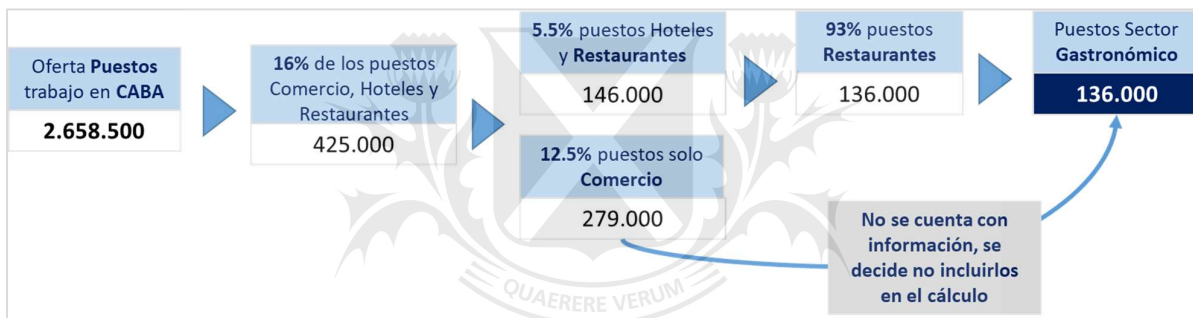 Oferta Puestos
trabajo en CABA
2.658.500
16% de los puestos
Comercio, Hoteles y
Restaurantes
425.000
5.5% puestos Hoteles
y Restaurantes
146.000
12.5% puestos solo
Comercio
279.000
93% puestos
Restaurantes
136.000
Puestos Sector
Gastronómico
136.000
No se cuenta con
información, se
decide no incluirlos
en el cálculo
QUAERERE VERUM